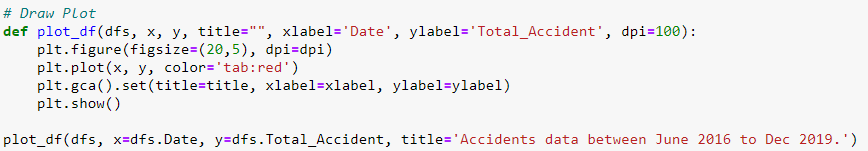 # Draw Plot
def plot_df(dfs, x, y, title="", xlabel='Date', ylabel='Total_Accident', dpi=100):
    plt.figure(figsize=(20,5), dpi=dpi)
    plt.plot(x, y, color='tab:red')
    plt.gca().set(title=title, xlabel=xlabel, ylabel=ylabel)
    plt.show()

plot_df(dfs, x=dfs.Date, y=dfs.Total_Accident, title='Accidents data between June 2016 to Dec 2019.')